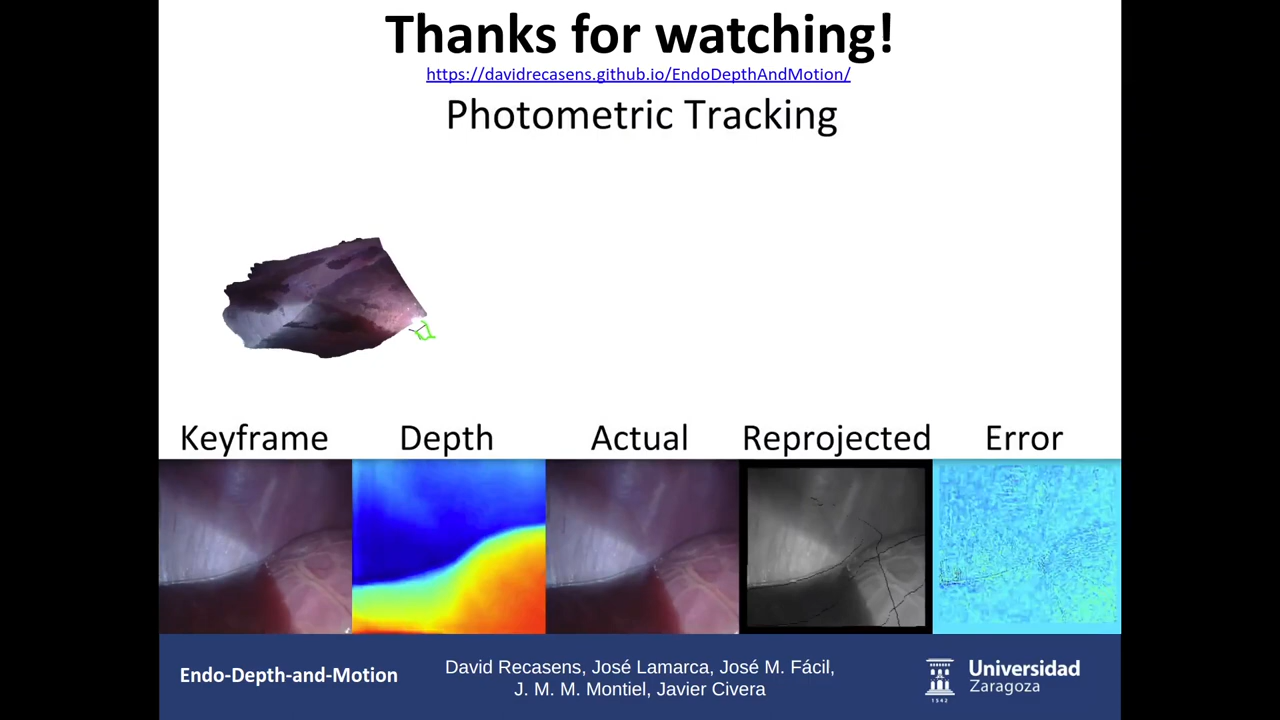 Thanks for watching!
https://davidrecasens.github.io/EndoDepthAndMotion/
Photometric Tracking
Keyframe
Depth
Actual
Reprojected
Error
Endo-Depth-and-Motion
David Recasens, José Lamarca, José M. Fácil,
J. M. M. Montiel, Javier Civera
Universidad
Zaragoza
1542